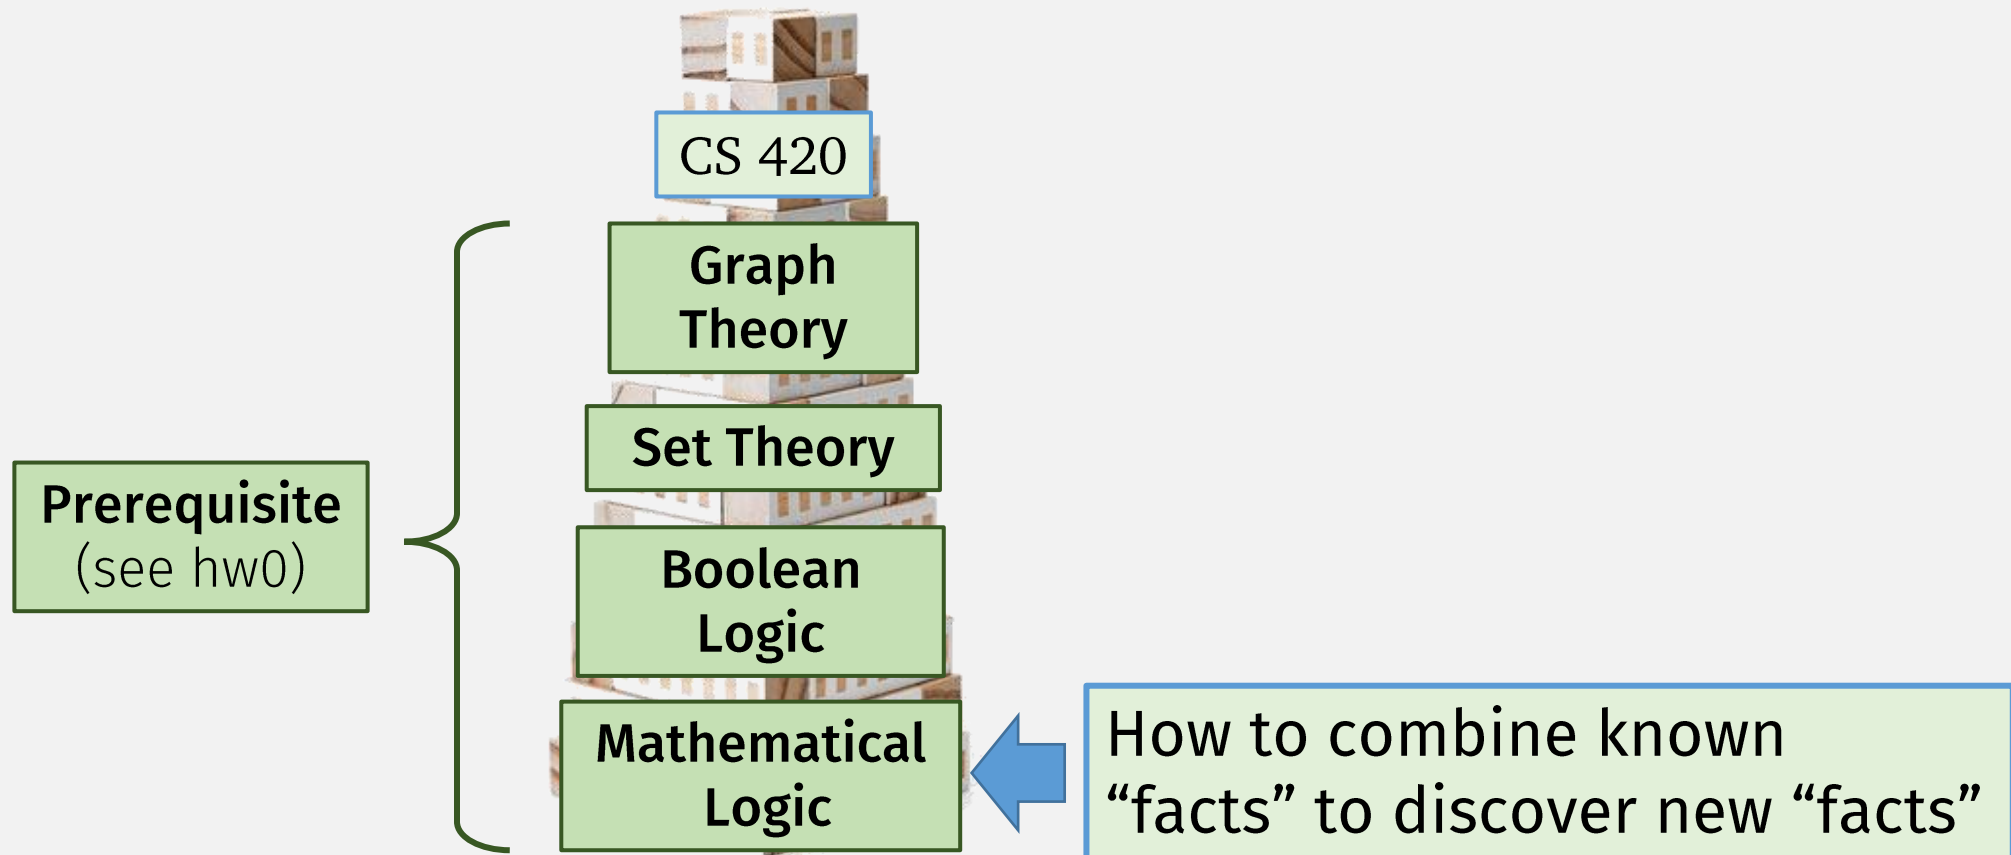 CS 420
Graph
Theory
Set Theory
Prerequisite
(see hw0)
Boolean
Logic
Mathematical
Logic
How to combine known
“facts” to discover new “facts”